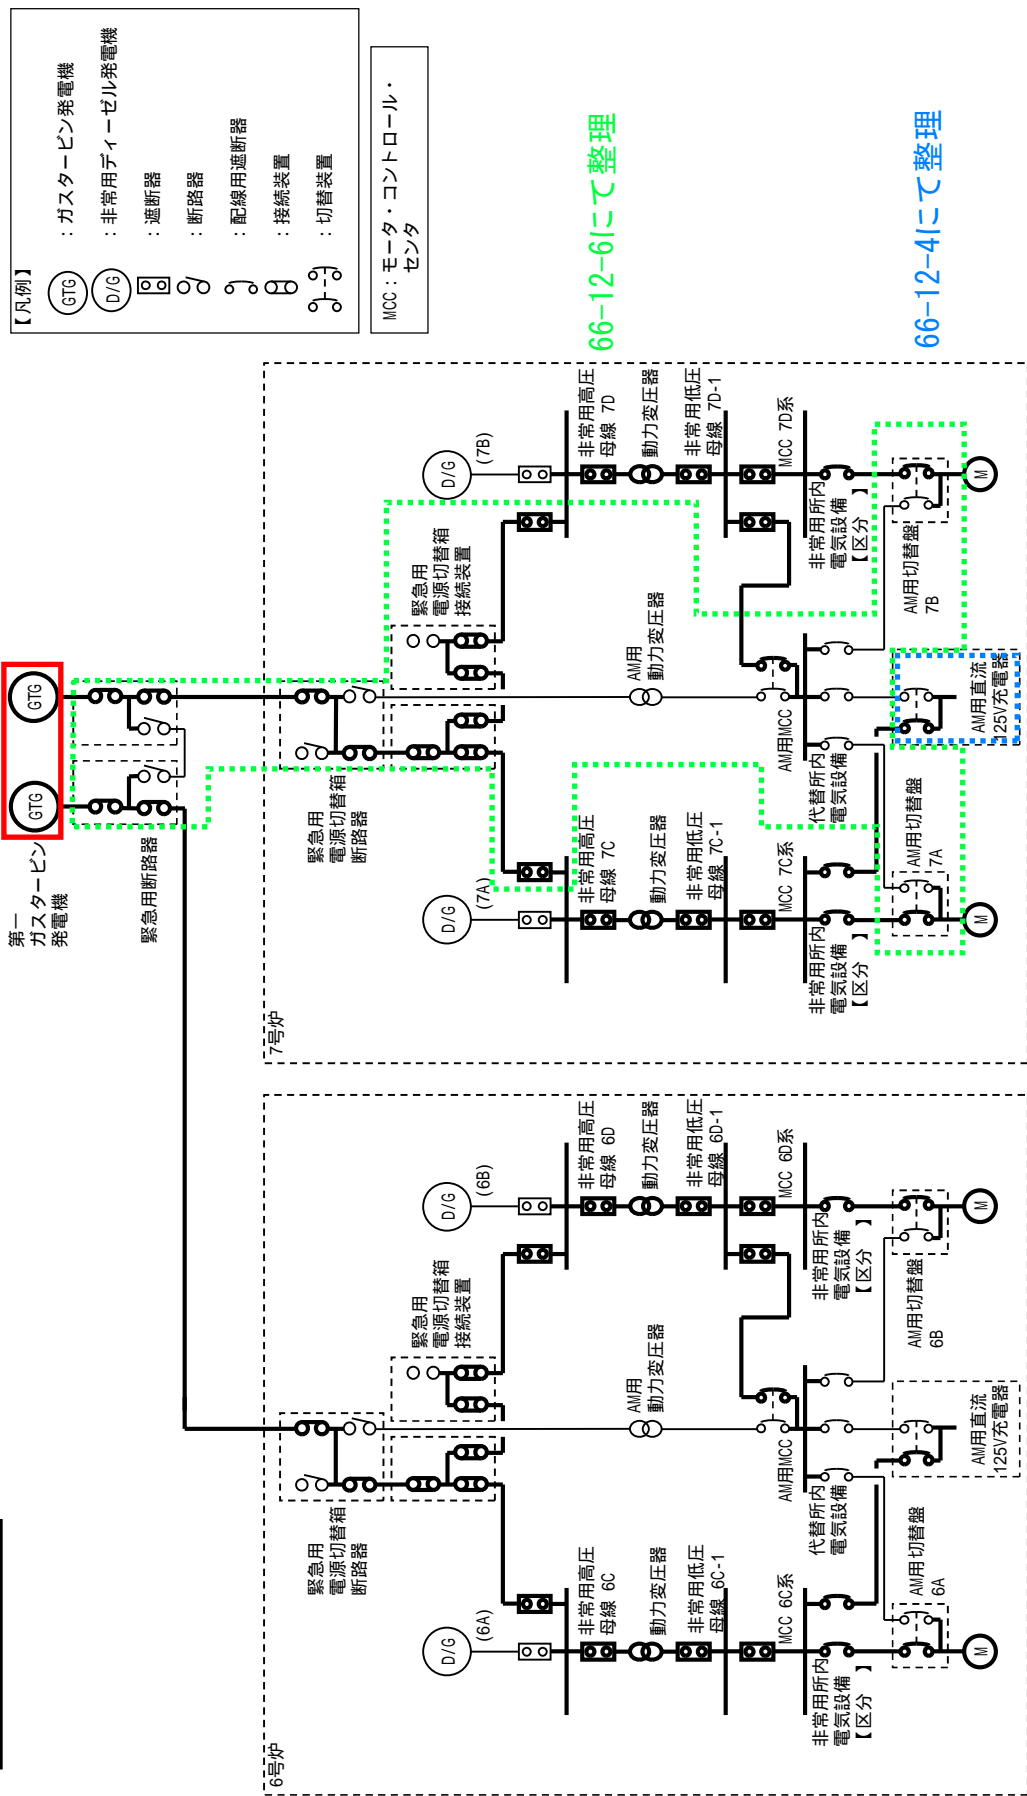 【凡例】
GTG：ガスタービン発電機
D/G：非常用ディーゼル発電機
：遮断器
：断路器
：配線用遮断器
：接続装置
：切替装置
MCC：モータ・コントロール・
センタ
66-12-6にて整理
66-12-4にて整理
第一
ガスタービン
発電機
GTG
GTG
緊急用断路器
7号炉
緊急用
電源切替箱
断路器
緊急用
電源切替箱
接続装置
D/G
(7A)
D/G
(7B)
非常用高圧
母線 7C
非常用高圧
母線 7D
動力変圧器
AM用
動力変圧器
動力変圧器
非常用低圧
母線 7C-1
非常用低圧
母線 7D-1
MCC 7C系
AM用MCC
MCC 7D系
非常用所内
電気設備
【区分 】
代替所内
電気設備
非常用所内
電気設備
【区分 】
AM用切替盤
7A
AM用切替盤
7B
AM用直流
125V充電器
M
M
6号炉
緊急用
電源切替箱
断路器
緊急用
電源切替箱
接続装置
D/G
(6A)
D/G
(6B)
非常用高圧
母線 6C
非常用高圧
母線 6D
動力変圧器
AM用
動力変圧器
動力変圧器
非常用低圧
母線 6C-1
非常用低圧
母線 6D-1
MCC 6C系
AM用MCC
MCC 6D系
非常用所内
電気設備
【区分 】
代替所内
電気設備
非常用所内
電気設備
【区分 】
AM用切替盤
6A
AM用切替盤
6B
AM用直流
125V充電器
M
M